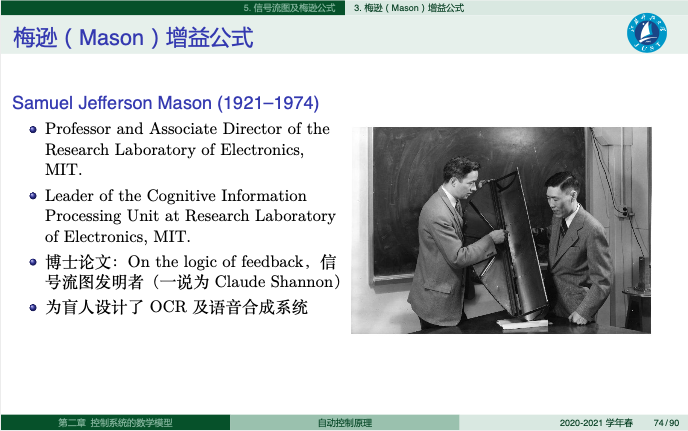 5. 信号流图及梅逊公式
3. 梅逊（Mason）增益公式
梅逊（Mason）增益公式
JUST
Samuel Jefferson Mason (1921–1974)
Professor and Associate Director of the
Research Laboratory of Electronics,
MIT.
Leader of the Cognitive Information
Processing Unit at Research Laboratory
of Electronics, MIT.
博士论文：On the logic of feedback，信
号流图发明者（一说为 Claude Shannon）
为盲人设计了 OCR 及语音合成系统
第二章 控制系统的数学模型
自动控制原理
2020-2021 学年春
74 / 90